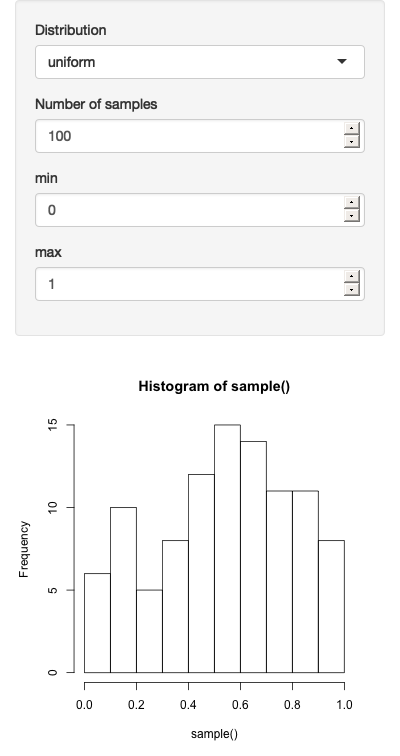 Distribution
uniform
Number of samples
100
min
0
max
1
Histogram of sample()
15
10
5
0
Frequency
0.0 0.2 0.4 0.6 0.8 1.0
sample()